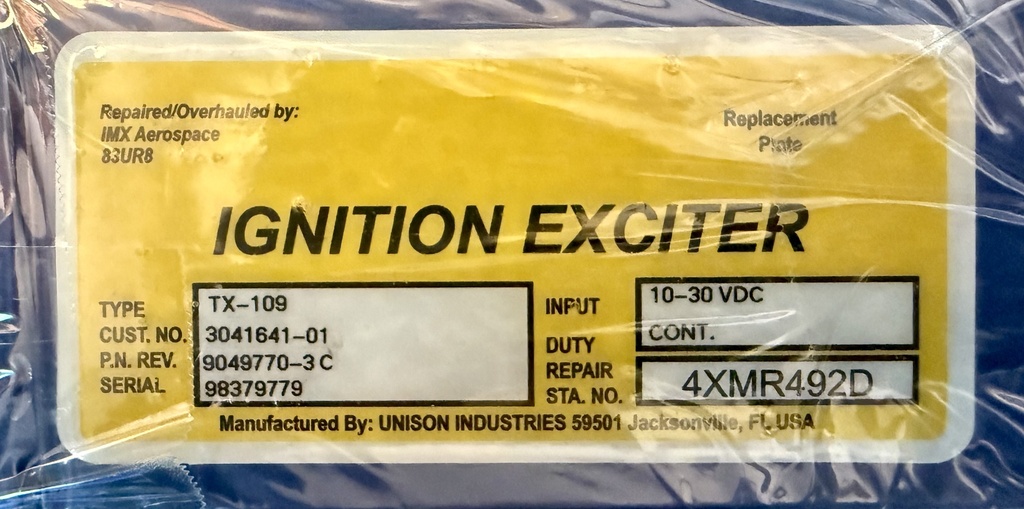 Repaired/Overhauled by:
IMX Aerospace
83UR8
Replacement
Plate
IGNITION EXCITER
TYPE TX-109
CUST. NO. 3041641-01
P.N. REV. 9049770-3 C
SERIAL 98379779
INPUT 10-30 VDC
DUTY CONT.
REPAIR
STA. NO. 4XMR492D
Manufactured By: UNISON INDUSTRIES 59501 Jacksonville, FL USA